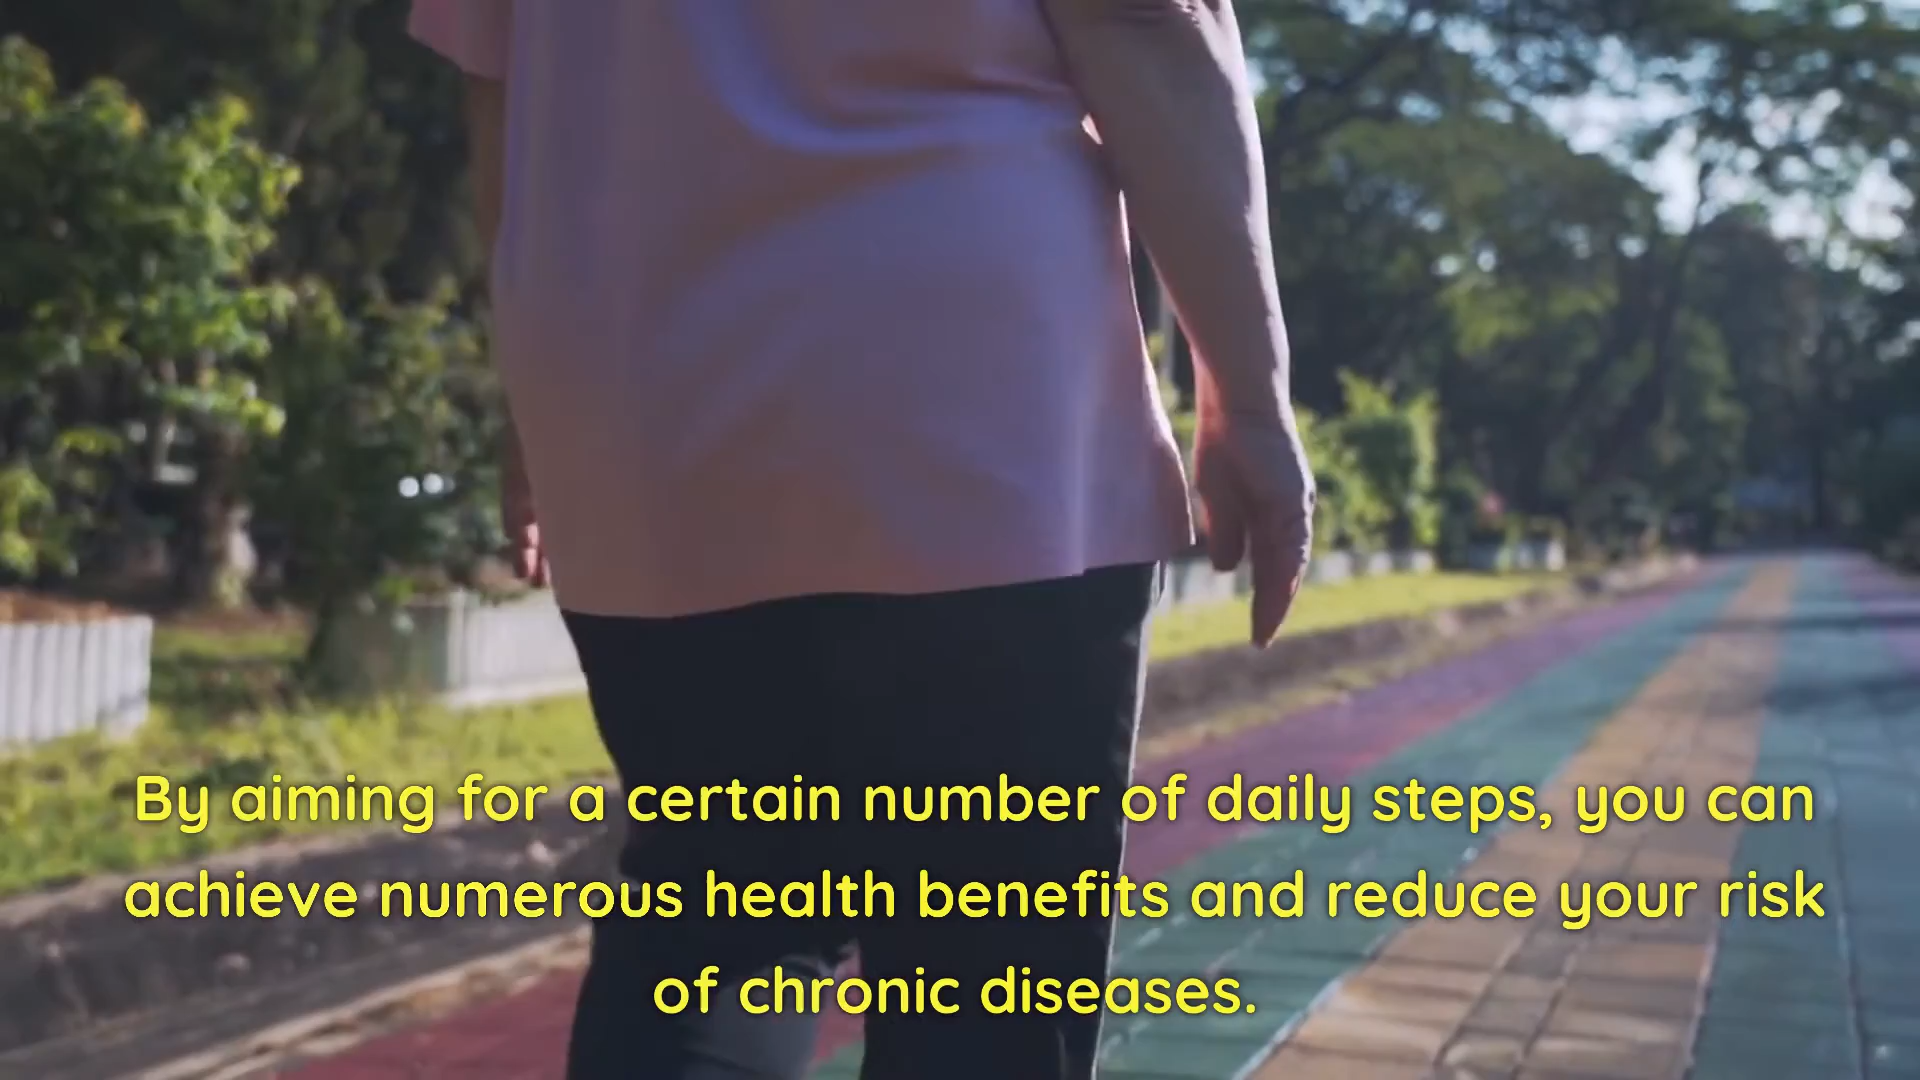 By aiming for a certain number of daily steps, you can
achieve numerous health benefits and reduce your risk
of chronic diseases.